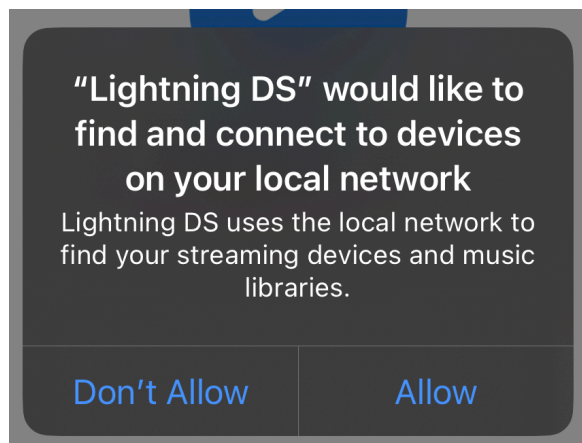 “Lightning DS” would like to
find and connect to devices
on your local network
Lightning DS uses the local network to
find your streaming devices and music
libraries.
Don’t Allow
Allow